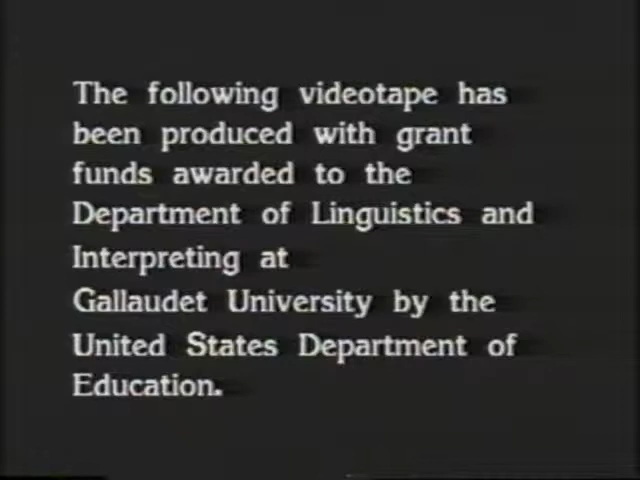 The following videotape has
been produced with grant
funds awarded to the
Department of Linguistics and
Interpreting at
Gallaudet University by the
United States Department of
Education.